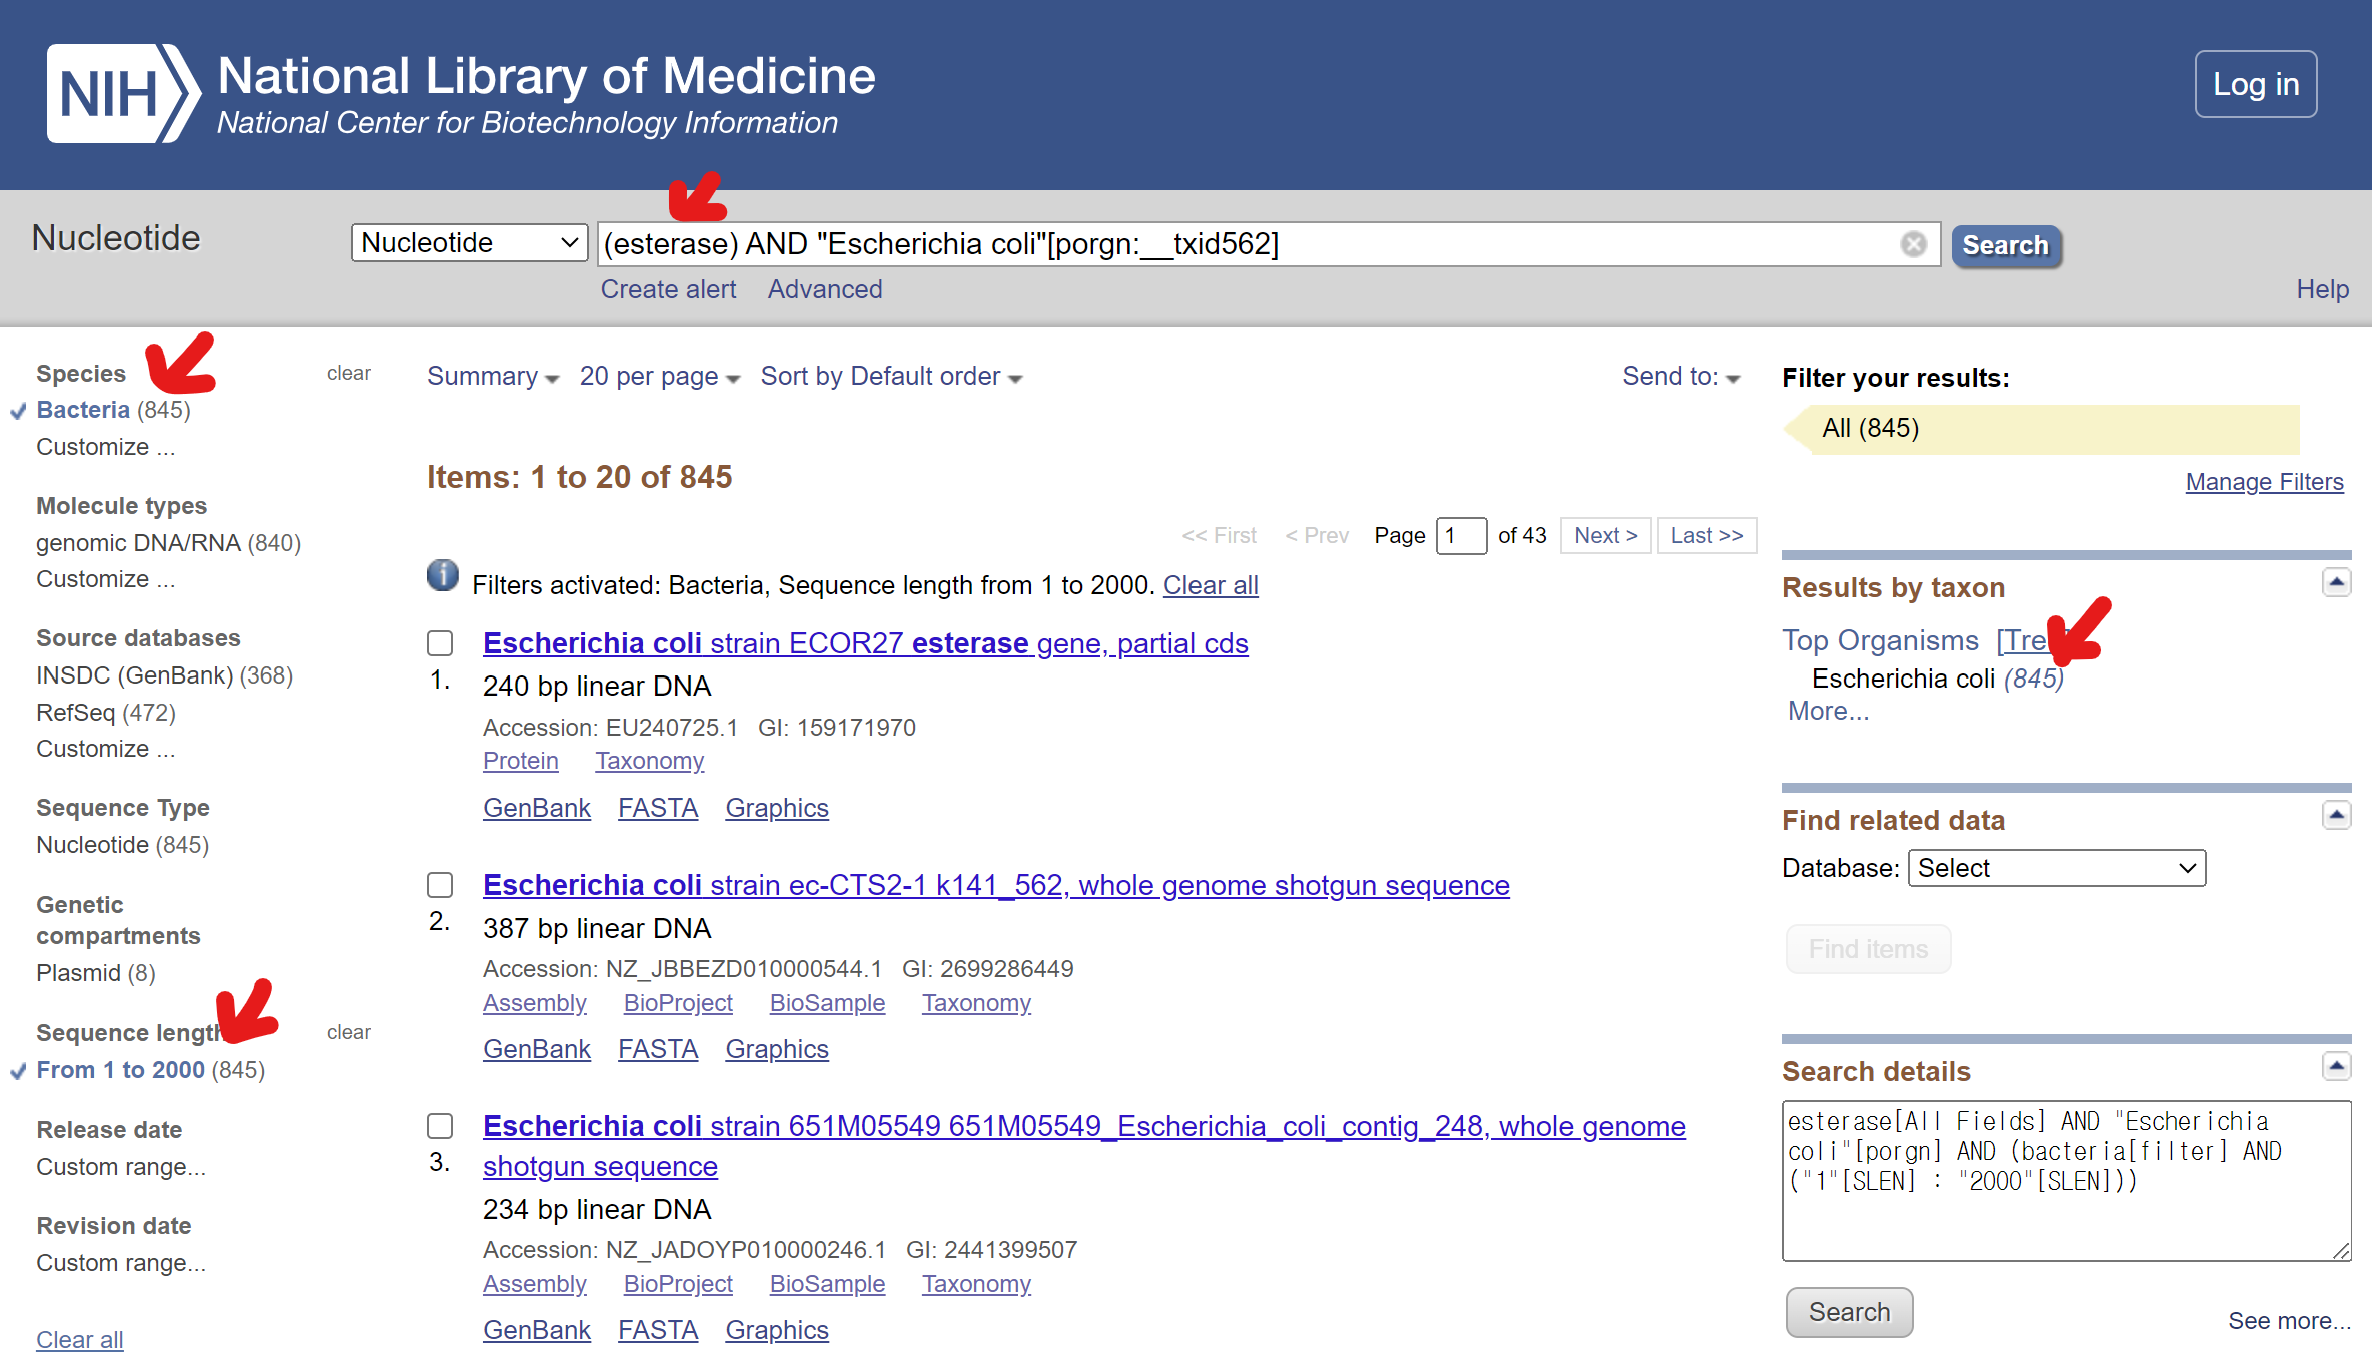 NIH National Library of Medicine
National Center for Biotechnology Information
Log in
Nucleotide
Nucleotide
(esterase) AND "Escherichia coli"[porgn:__txid562]
Search
Create alert Advanced
Help
Species clear
Bacteria (845)
Customize ...
Molecule types
genomic DNA/RNA (840)
Customize ...
Source databases
INSDC (GenBank) (368)
RefSeq (472)
Customize ...
Sequence Type
Nucleotide (845)
Genetic
compartments
Plasmid (8)
Sequence length clear
From 1 to 2000 (845)
Release date
Custom range...
Revision date
Custom range...
Clear all
Summary 20 per page Sort by Default order Send to:
Items: 1 to 20 of 845
<< First < Prev Page 1 of 43 Next > Last >>
Filters activated: Bacteria, Sequence length from 1 to 2000. Clear all
Escherichia coli strain ECOR27 esterase gene, partial cds
1. 240 bp linear DNA
Accession: EU240725.1 GI: 159171970
Protein Taxonomy
GenBank FASTA Graphics
Escherichia coli strain ec-CTS2-1 k141_562, whole genome shotgun sequence
2. 387 bp linear DNA
Accession: NZ_JBBEZD010000544.1 GI: 2699286449
Assembly BioProject BioSample Taxonomy
GenBank FASTA Graphics
Escherichia coli strain 651M05549 651M05549_Escherichia_coli_contig_248, whole genome
3. shotgun sequence
234 bp linear DNA
Accession: NZ_JADOYP010000246.1 GI: 2441399507
Assembly BioProject BioSample Taxonomy
GenBank FASTA Graphics
Filter your results:
All (845)
Manage Filters
Results by taxon
Top Organisms [Tre
Escherichia coli (845)
More...
Find related data
Database: Select
Find items
Search details
esterase[All Fields] AND "Escherichia
coli"[porgn] AND (bacteria[filter] AND
("1"[SLEN] : "2000"[SLEN]))
Search
See more...